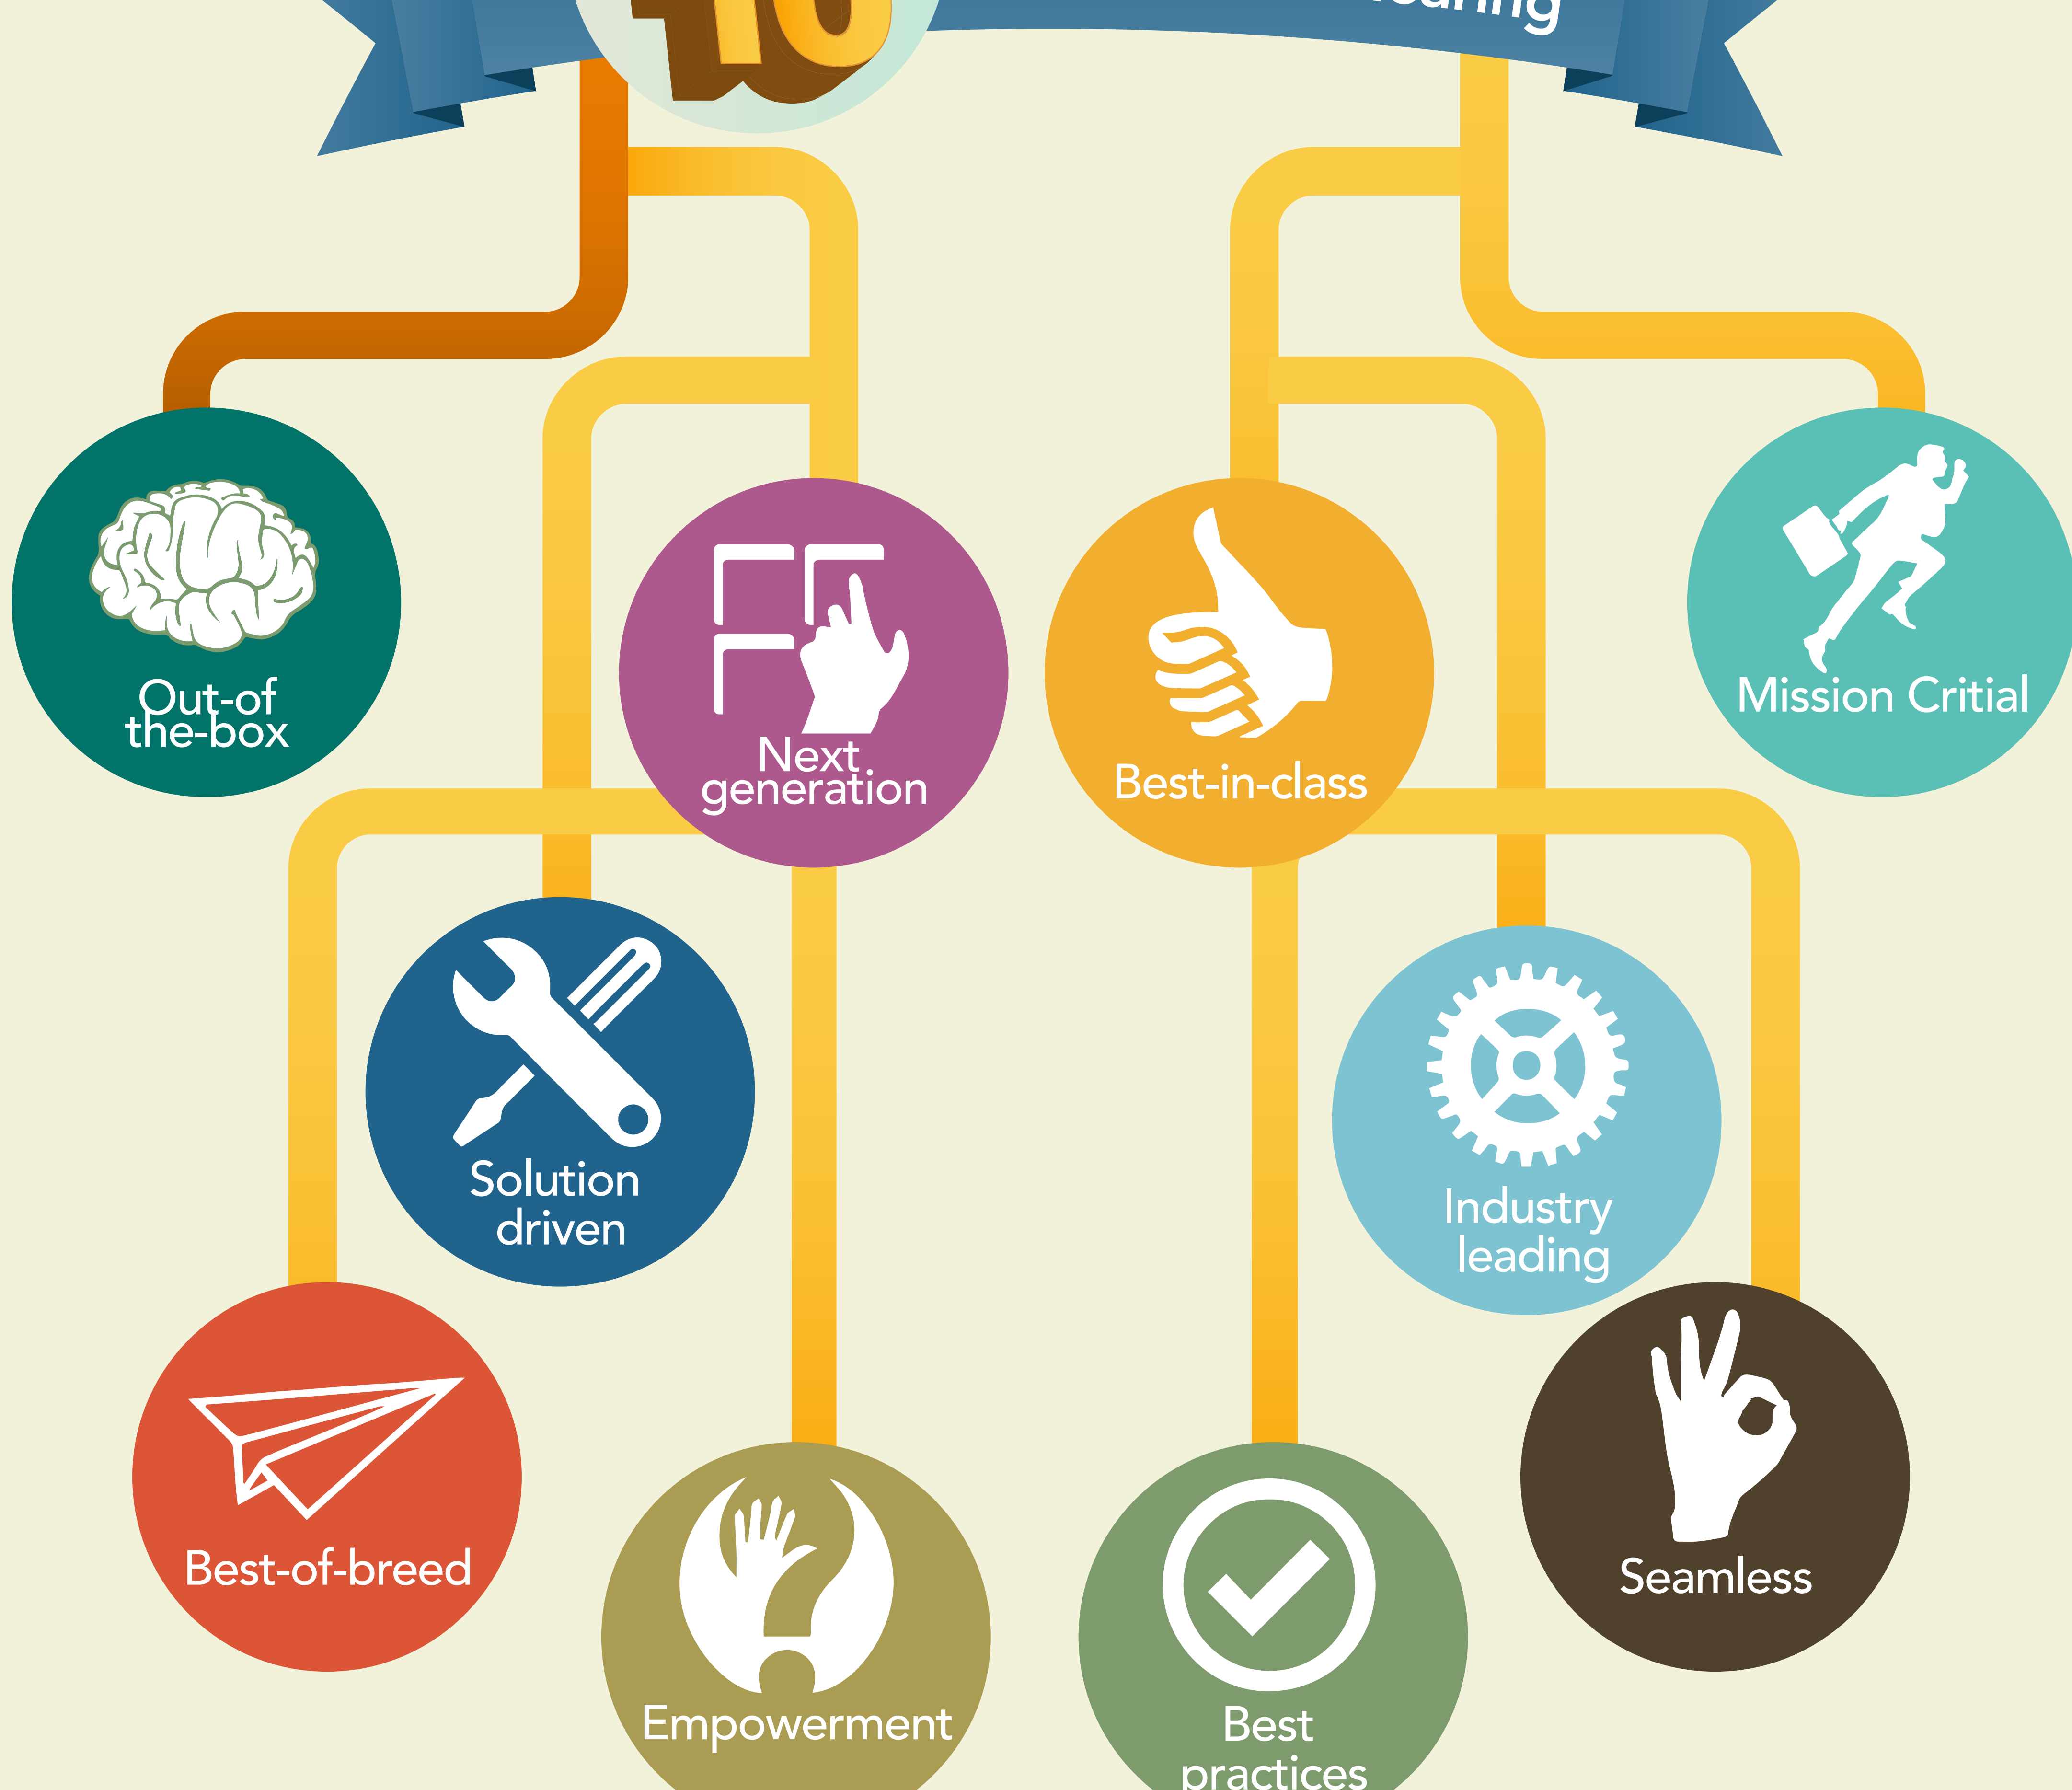 10
Out-of
the-box
Next
generation
Best-in-class
Mission Critial
Solution
driven
Industry
leading
Best-of-breed
Seamless
Empowerment
Best
practices